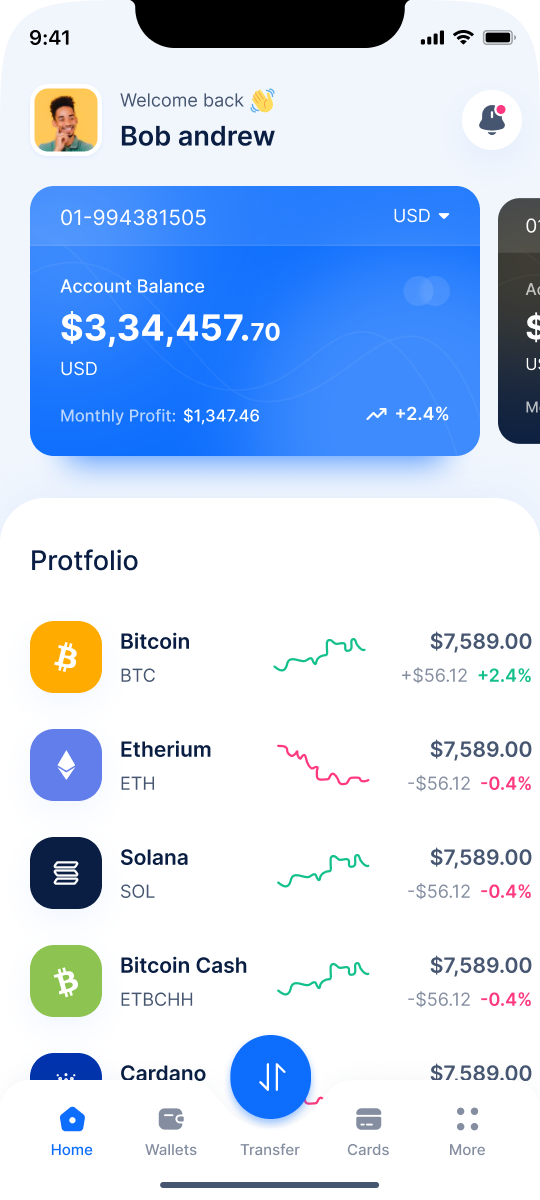 9:41
Welcome back 👋
Bob andrew
01-994381505
USD
Account Balance
$3,34,457.70
USD
Monthly Profit: $1,347.46
+2.4%
Protfolio
Bitcoin
$7,589.00
BTC
+$56.12 +2.4%
Etherium
$7,589.00
ETH
-$56.12 -0.4%
Solana
$7,589.00
SOL
-$56.12 -0.4%
Bitcoin Cash
$7,589.00
ETBCHH
-$56.12 -0.4%
Cardano
$7,589.00
Home
Wallets
Transfer
Cards
More